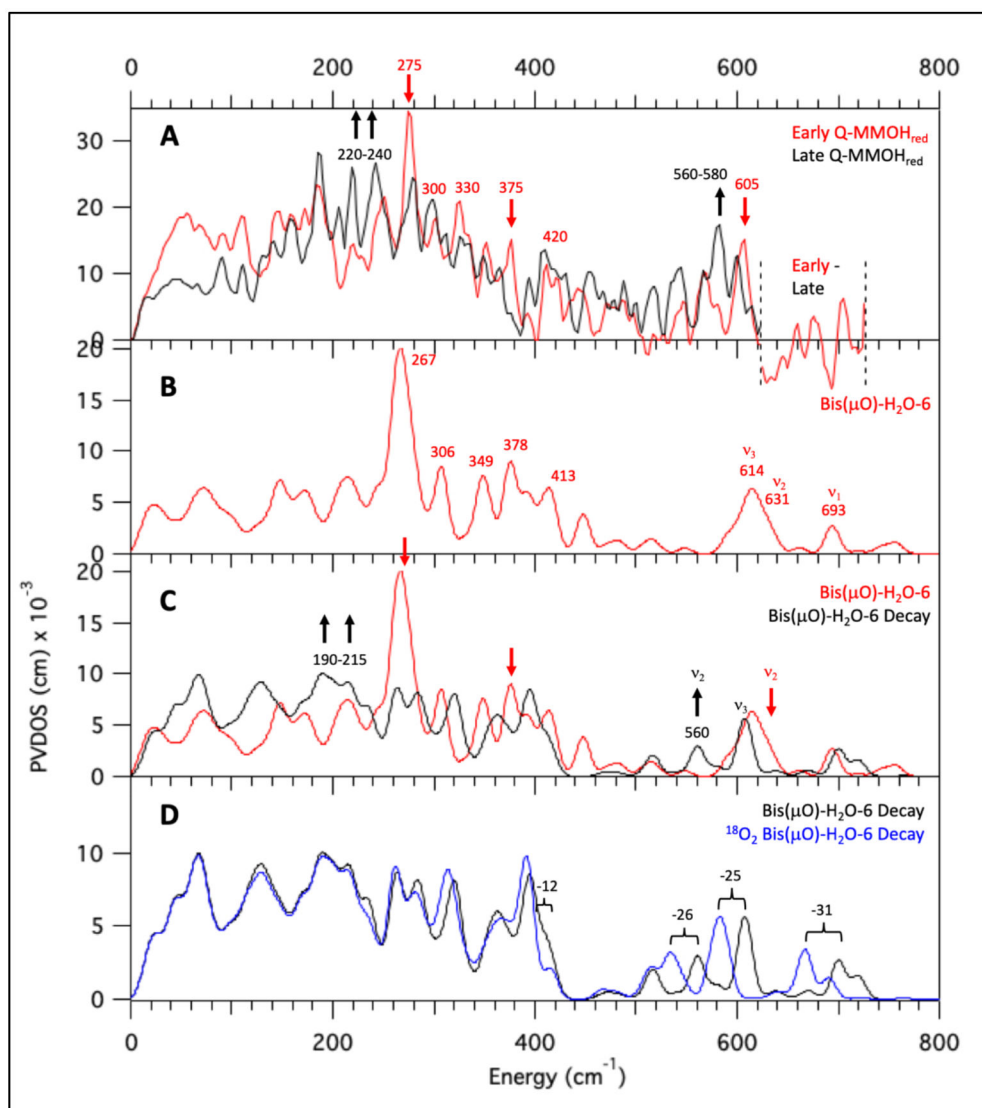 0 200 400 600 800
275
A
Early Q-MMOH_red
Late Q-MMOH_red
220-240
560-580
300 330 375 605
420
Early -
Late
30
20
10
0
B
267
Bis(μO)-H₂O-6
306 349 378 413
ν₃
614
ν₂
631
ν₁
693
20
15
10
5
0
C
Bis(μO)-H₂O-6
Bis(μO)-H₂O-6 Decay
190-215
ν₂
560
ν₃
ν₂
20
15
10
5
0
D
Bis(μO)-H₂O-6 Decay
¹⁸O₂ Bis(μO)-H₂O-6 Decay
-12
-26
-25
-31
10
5
0
PVDOS (cm) x 10⁻³
0 200 400 600 800
Energy (cm⁻¹)